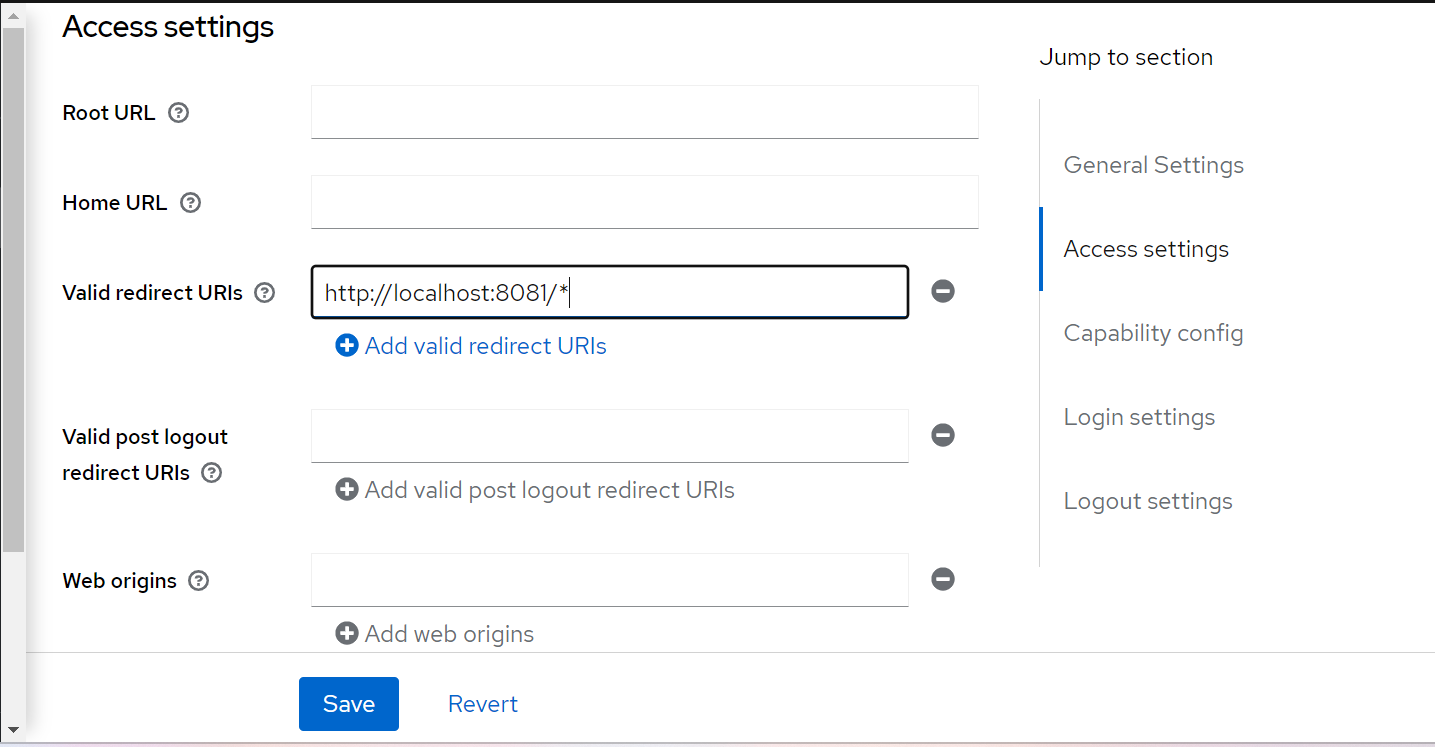 Access settings
Root URL
Home URL
Valid redirect URIs
http://localhost:8081/*
Add valid redirect URIs
Valid post logout
redirect URIs
Add valid post logout redirect URIs
Web origins
Add web origins
Save
Revert
Jump to section
General Settings
Access settings
Capability config
Login settings
Logout settings